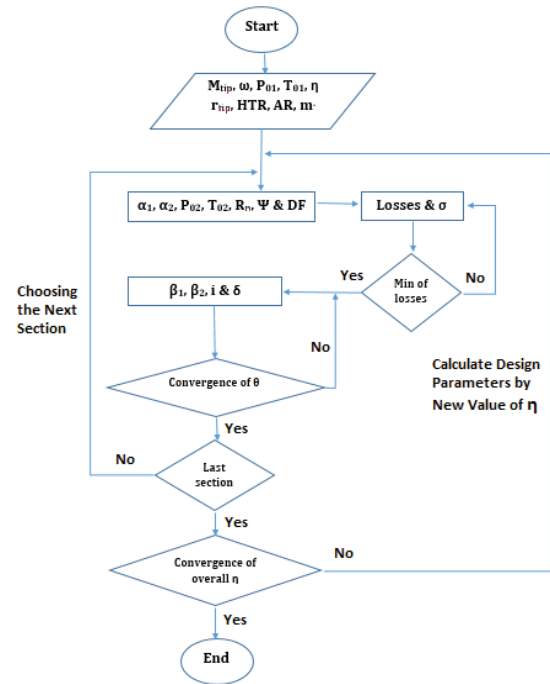 Start
M_tip, ω, P₀₁, T₀₁, η
r_tip, HTR, AR, m·
α₁, α₂, P₀₂, T₀₂, Rₙ, Ψ & DF
Losses & σ
Yes
Min of
losses
No
β₁, β₂, i & δ
Choosing
the Next
Section
No
Convergence of θ
Calculate Design
Parameters by
New Value of η
Yes
No
Last
section
Yes
No
Convergence of
overall η
Yes
End